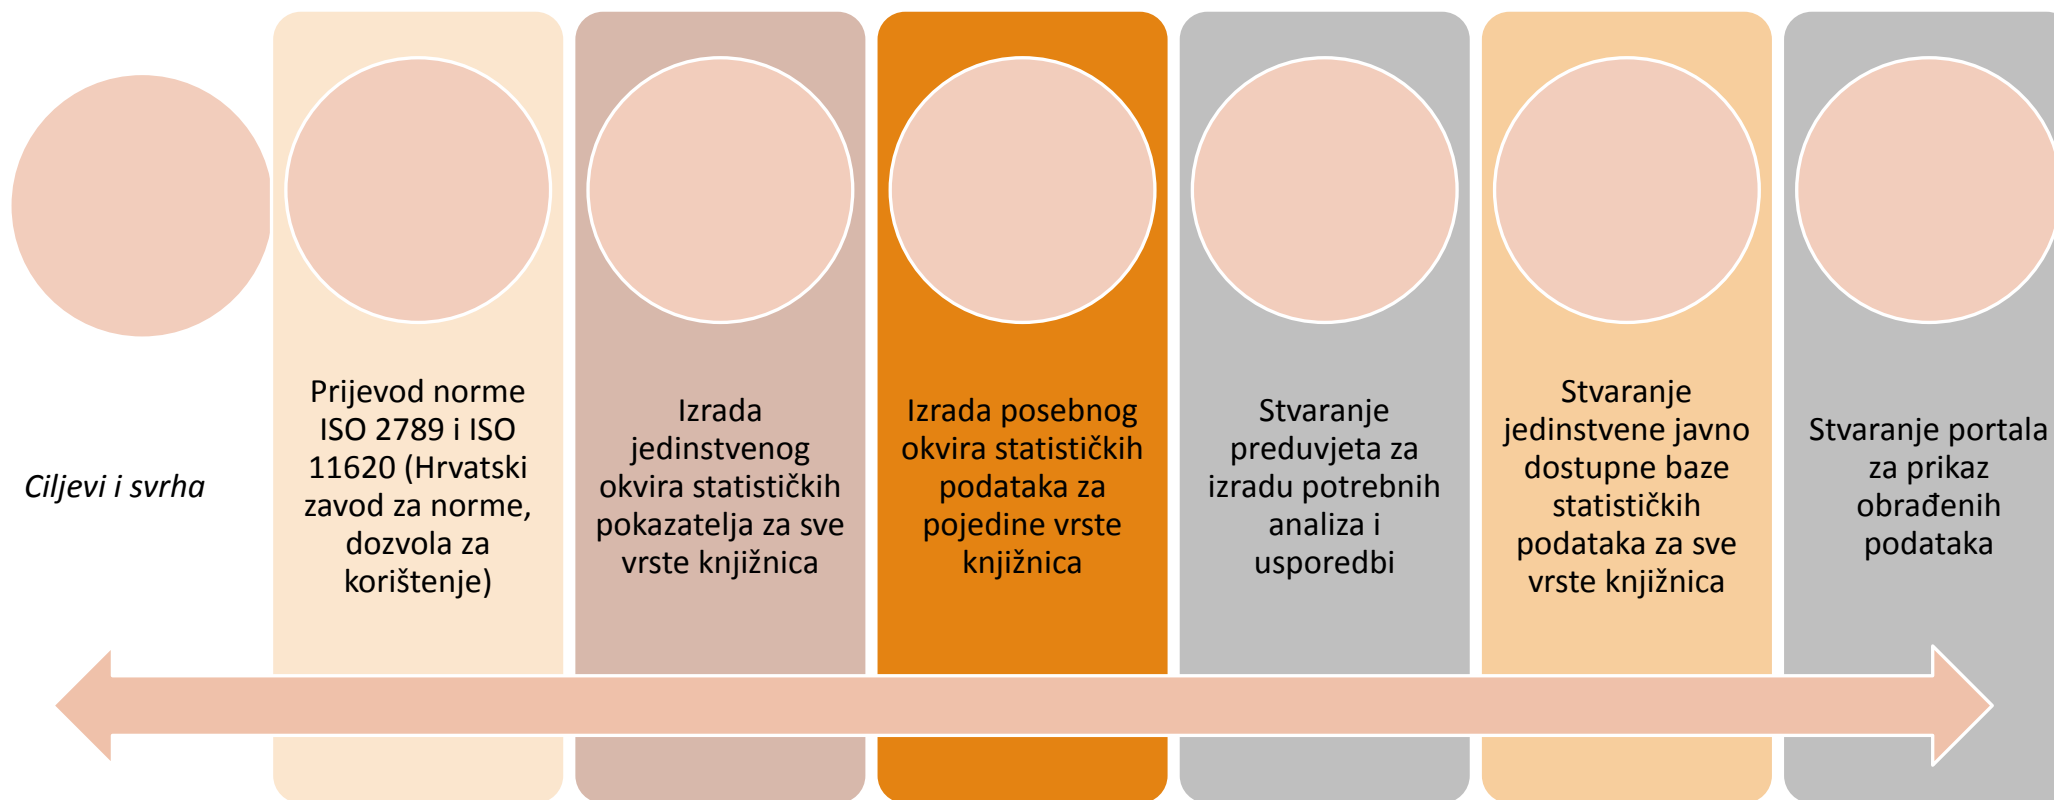 Ciljevi i svrha
Prijevod norme
ISO 2789 i ISO
11620 (Hrvatski
zavod za norme,
dozvola za
korištenje)
Izrada
jedinstvenog
okvira statističkih
pokazatelja za sve
vrste knjižnica
Izrada posebnog
okvira statističkih
podataka za
pojedine vrste
knjižnica
Stvaranje
preduvjeta za
izradu potrebnih
analiza i
usporedbi
Stvaranje
jedinstvene javno
dostupne baze
statističkih
podataka za sve
vrste knjižnica
Stvaranje portala
za prikaz
obrađenih
podataka